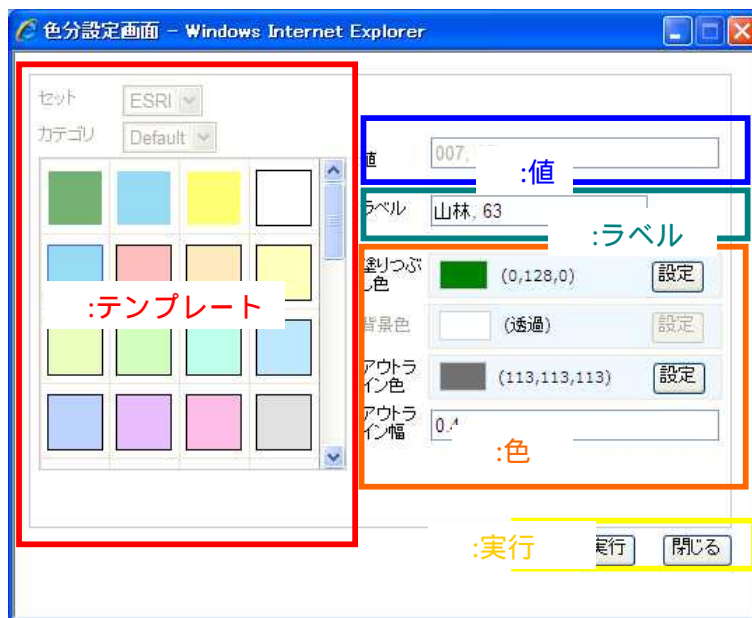 色分設定画面 - Windows Internet Explorer
セット ESRI
カテゴリ Default
:テンプレート
値 007,
:値
ラベル 山林, 63
:ラベル
塗りつぶし色 (0,128,0) 設定
背景色 (透過) 設定
アウトライン色 (113,113,113) 設定
アウトライン幅 0.4
:色
:実行
実行 閉じる